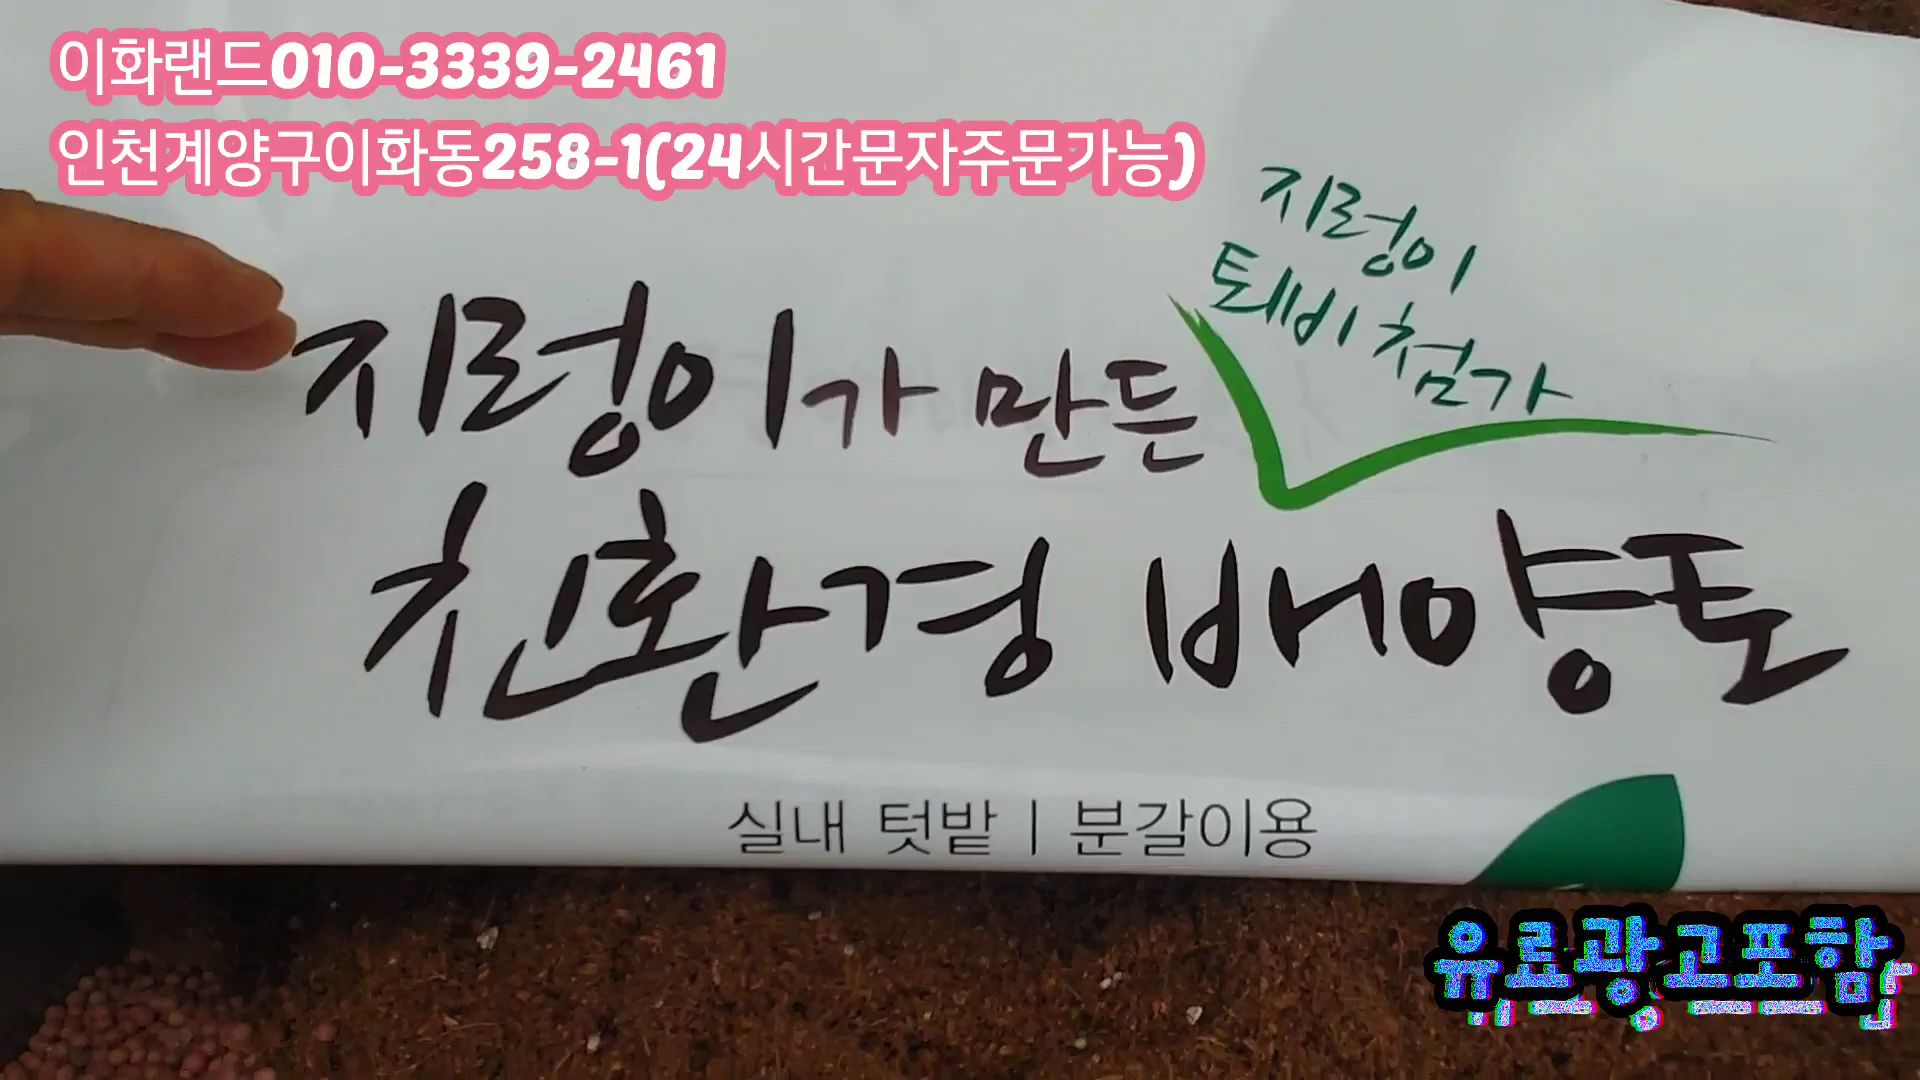 이화랜드010-3339-2461
인천계양구이화동258-1(24시간문자주문가능)
지렁이
퇴비 첨가
지렁이가 만든
친환경 배양토
실내 텃밭 | 분갈이용
유료광고포함